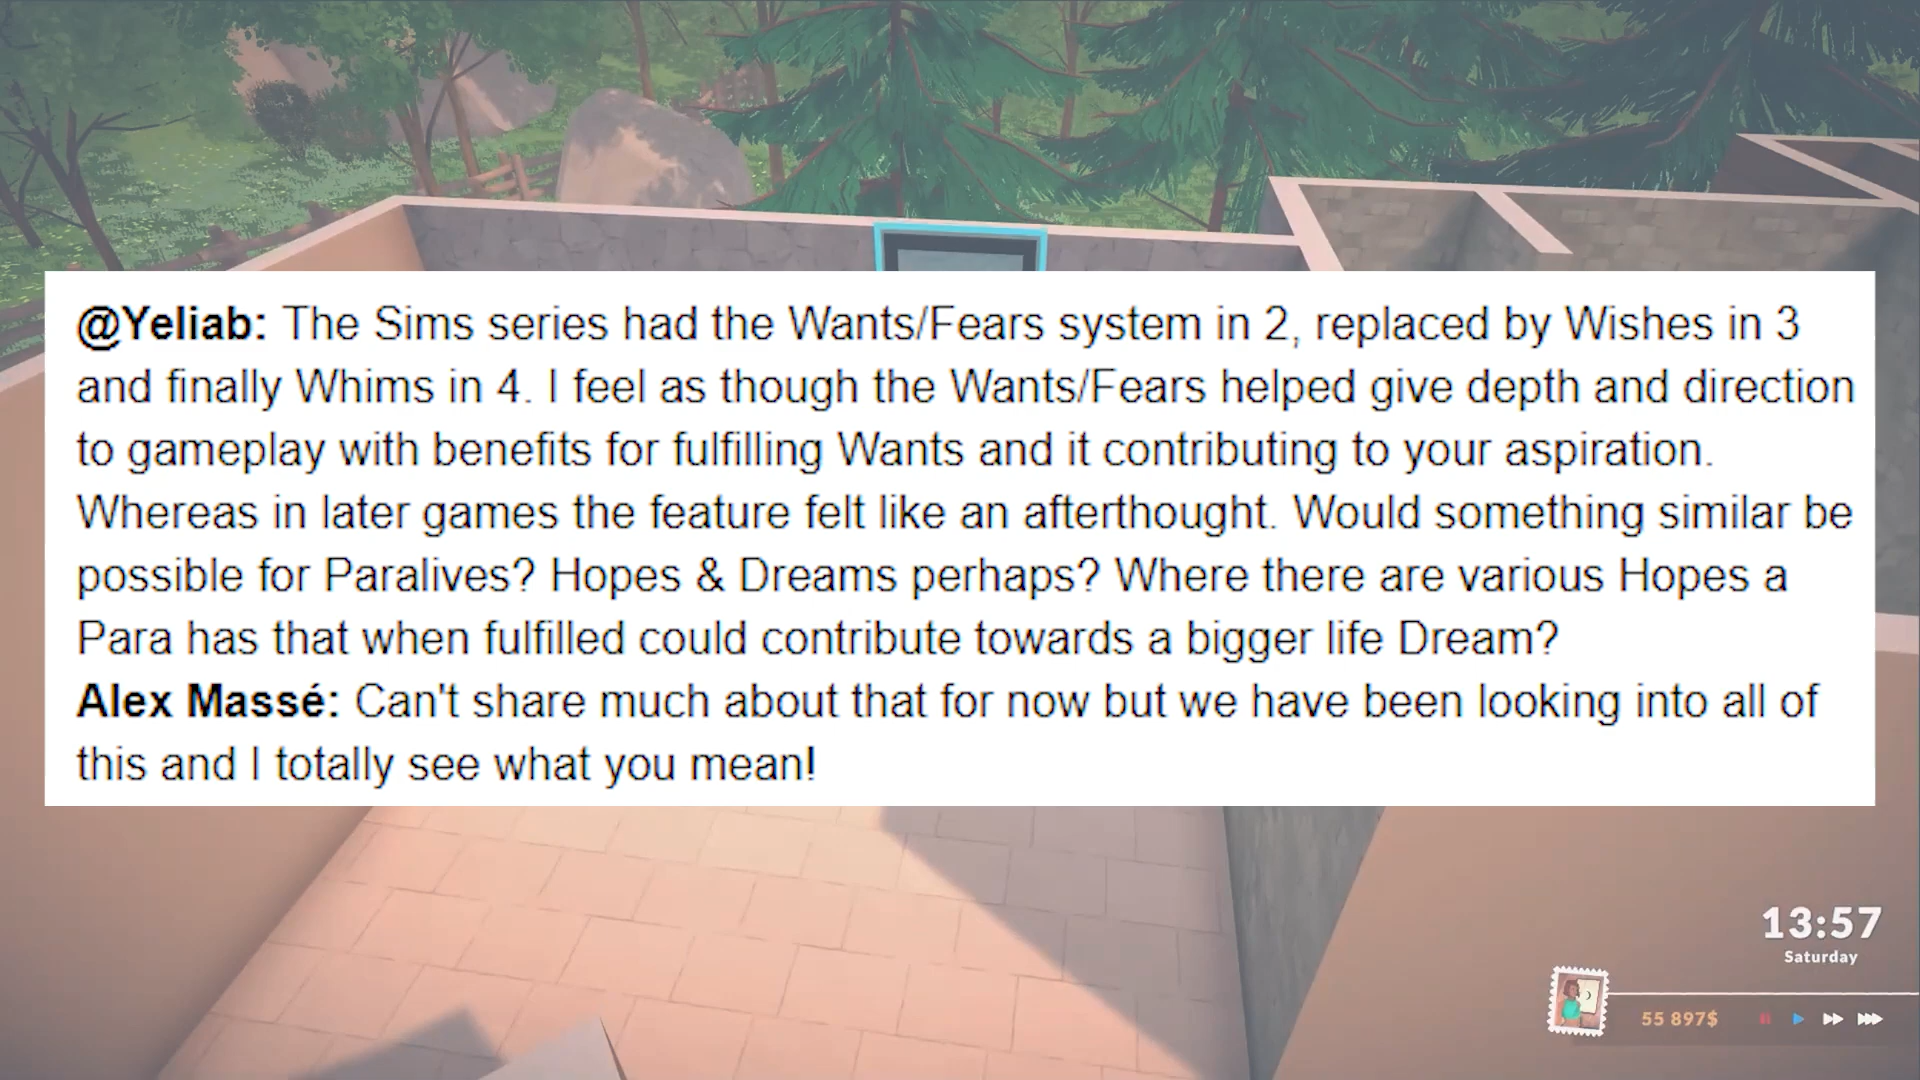 @Yeliab: The Sims series had the Wants/Fears system in 2, replaced by Wishes in 3
and finally Whims in 4. I feel as though the Wants/Fears helped give depth and direction
to gameplay with benefits for fulfilling Wants and it contributing to your aspiration.
Whereas in later games the feature felt like an afterthought. Would something similar be
possible for Paralives? Hopes & Dreams perhaps? Where there are various Hopes a
Para has that when fulfilled could contribute towards a bigger life Dream?
Alex Massé: Can't share much about that for now but we have been looking into all of
this and I totally see what you mean!
13:57
Saturday
55 897$